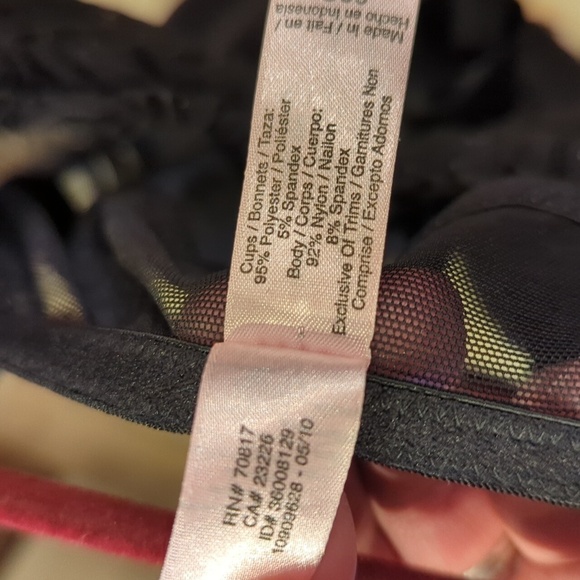 Made in / Fait en /
Hecho en Indonesia
Cups / Bonnets / Taza:
95% Polyester / Poliéster
5% Spandex
Body / Corps / Cuerpo:
92% Nylon / Nailon
8% Spandex
Exclusive Of Trims / Garnitures Non
Comprise / Excepto Adornos
RN# 70817
CA# 23226
ID# 36008129
10909628 - 05/10